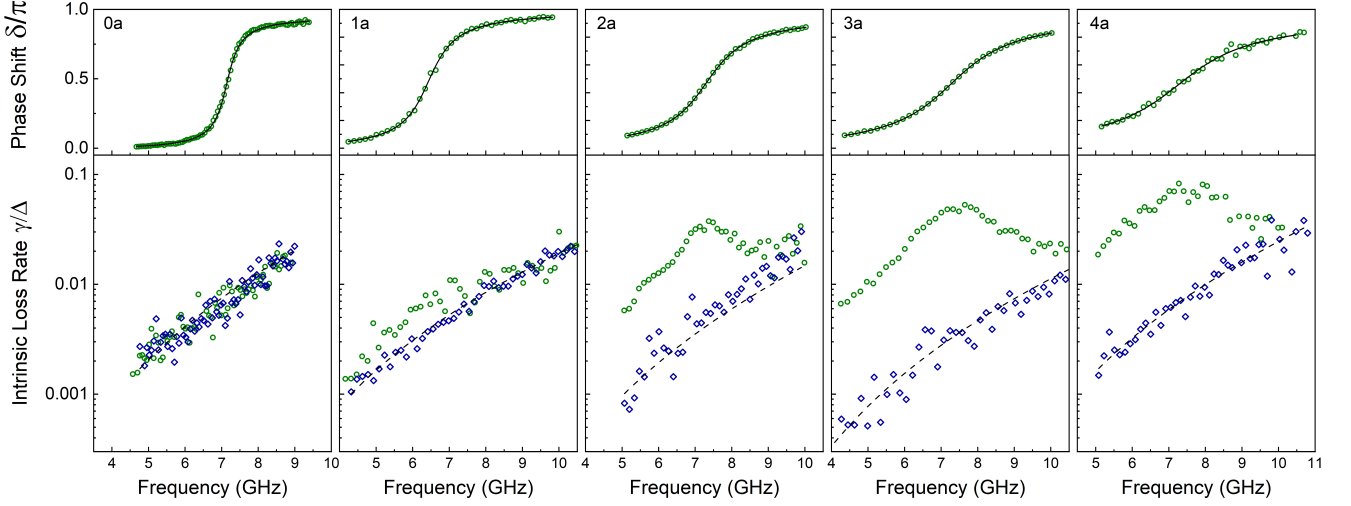 Phase Shift δ/π
1.0
0.5
0.0
0a
1a
2a
3a
4a
Intrinsic Loss Rate γ/Δ
0.1
0.01
0.001
4 5 6 7 8 9 10
5 6 7 8 9 10
4 5 6 7 8 9 10
4 5 6 7 8 9 10
5 6 7 8 9 10 11
Frequency (GHz)
Frequency (GHz)
Frequency (GHz)
Frequency (GHz)
Frequency (GHz)